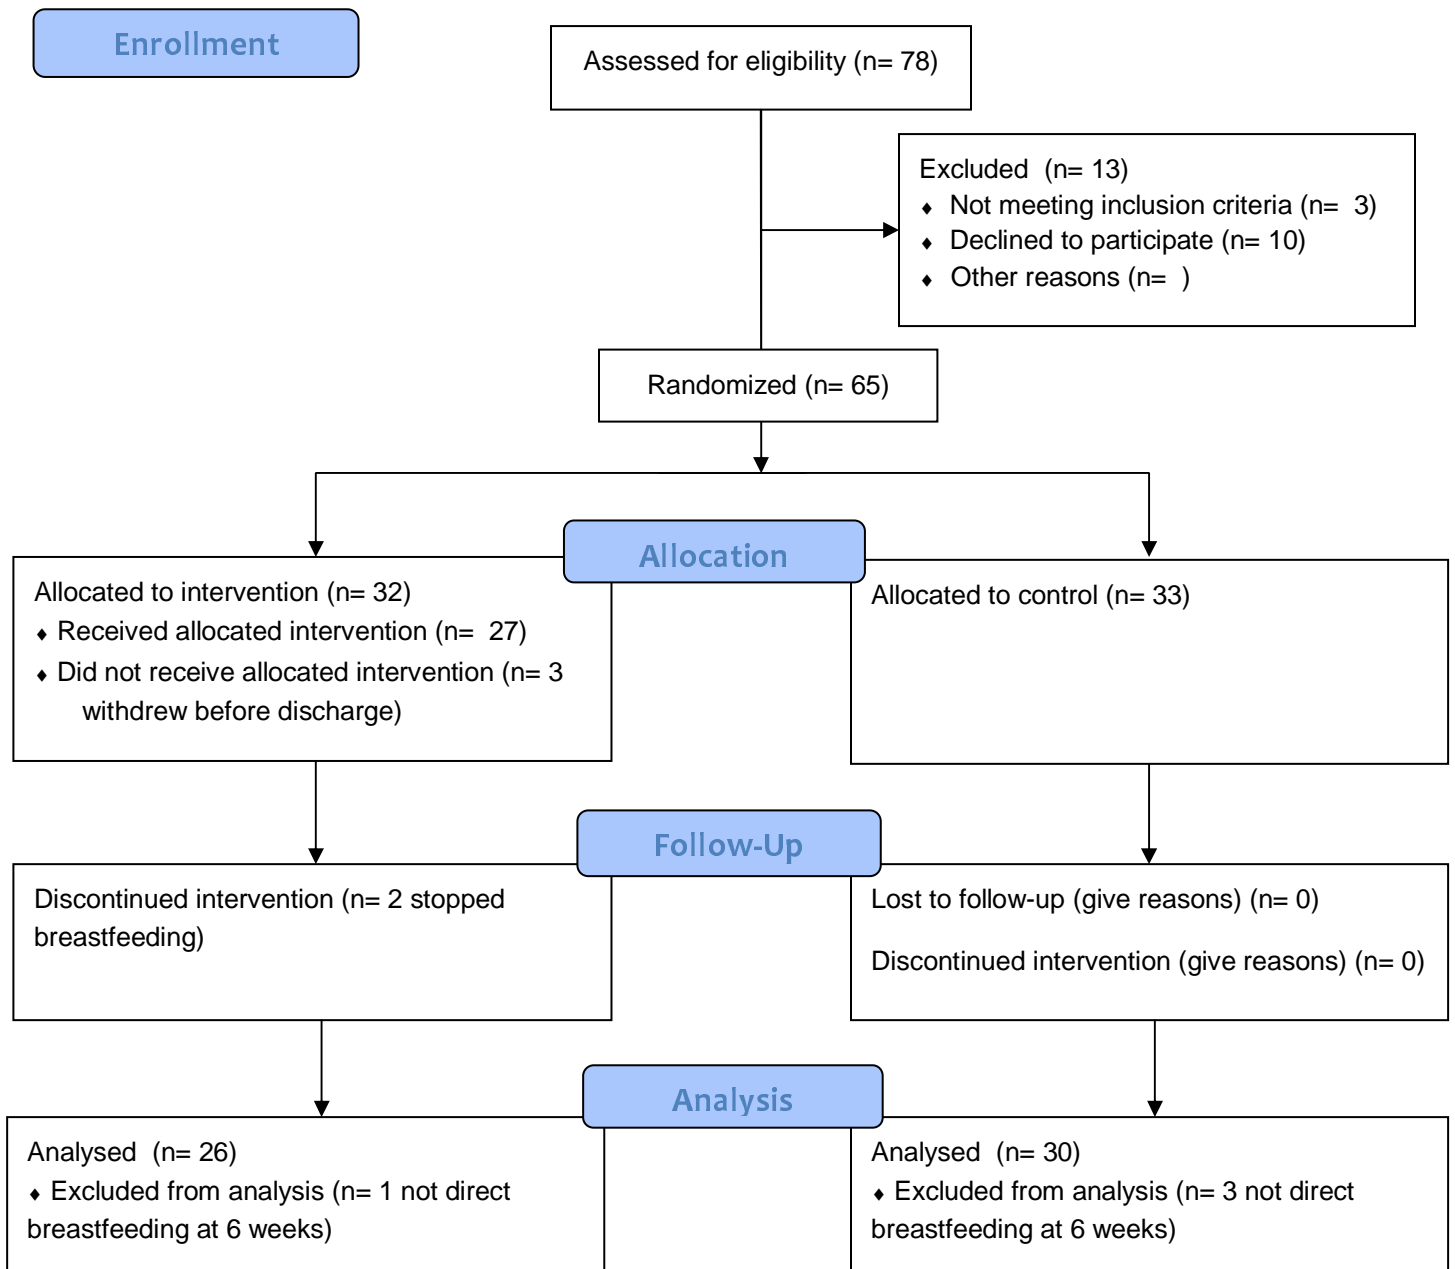 Enrollment
Assessed for eligibility (n= 78)
Excluded  (n= 13)
♦ Not meeting inclusion criteria (n=  3)
♦ Declined to participate (n= 10)
♦ Other reasons (n=  )
Randomized (n= 65)
Allocation
Allocated to intervention (n= 32)
♦ Received allocated intervention (n=  27)
♦ Did not receive allocated intervention (n= 3
withdrew before discharge)
Allocated to control (n= 33)
Follow-Up
Discontinued intervention (n= 2 stopped
breastfeeding)
Lost to follow-up (give reasons) (n= 0)
Discontinued intervention (give reasons) (n= 0)
Analysis
Analysed  (n= 26)
♦ Excluded from analysis (n= 1 not direct
breastfeeding at 6 weeks)
Analysed  (n= 30)
♦ Excluded from analysis (n= 3 not direct
breastfeeding at 6 weeks)